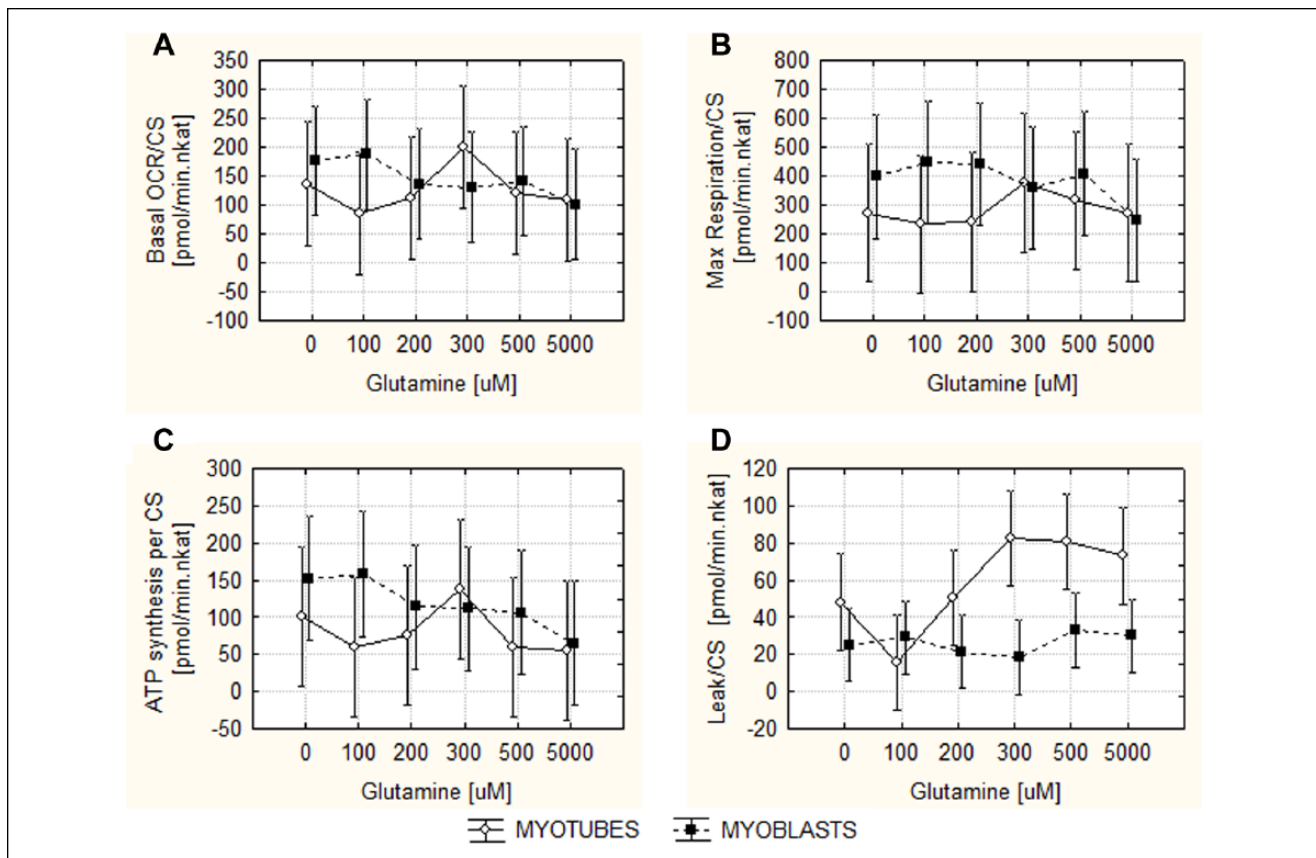 A
Basal OCR/CS
[pmol/min.nkat]
350
300
250
200
150
100
50
0
-50
-100
0 100 200 300 500 5000
Glutamine [uM]
B
Max Respiration/CS
[pmol/min.nkat]
800
700
600
500
400
300
200
100
0
-100
0 100 200 300 500 5000
Glutamine [uM]
C
ATP synthesis per CS
[pmol/min.nkat]
300
250
200
150
100
50
0
-50
0 100 200 300 500 5000
Glutamine [uM]
D
Leak/CS [pmol/min.nkat]
120
100
80
60
40
20
0
-20
0 100 200 300 500 5000
Glutamine [uM]
MYOTUBES MYOBLASTS